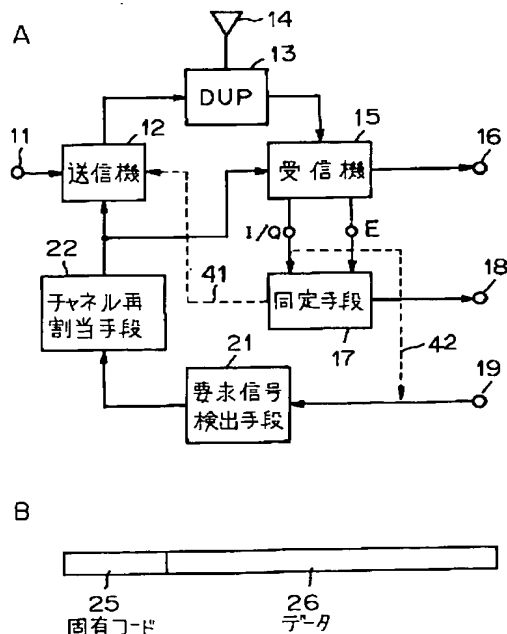 A
14
13
DUP
11
12
送信機
15
受信機
16
I/Q
E
22
チャネル再
割当手段
41
同定手段
17
18
42
21
要求信号
検出手段
19
B
25
固有コード
26
データ